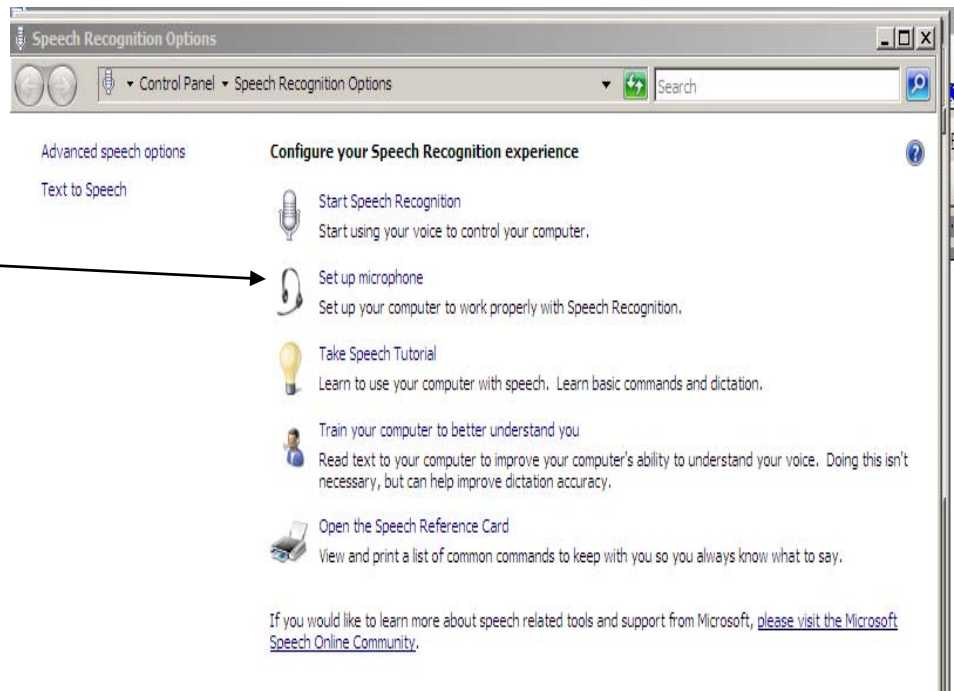 Speech Recognition Options
Control Panel Speech Recognition Options
Search
Advanced speech options
Text to Speech
Configure your Speech Recognition experience
Start Speech Recognition
Start using your voice to control your computer.
Set up microphone
Set up your computer to work properly with Speech Recognition.
Take Speech Tutorial
Learn to use your computer with speech. Learn basic commands and dictation.
Train your computer to better understand you
Read text to your computer to improve your computer's ability to understand your voice. Doing this isn't
necessary, but can help improve dictation accuracy.
Open the Speech Reference Card
View and print a list of common commands to keep with you so you always know what to say.
If you would like to learn more about speech related tools and support from Microsoft, please visit the Microsoft
Speech Online Community.